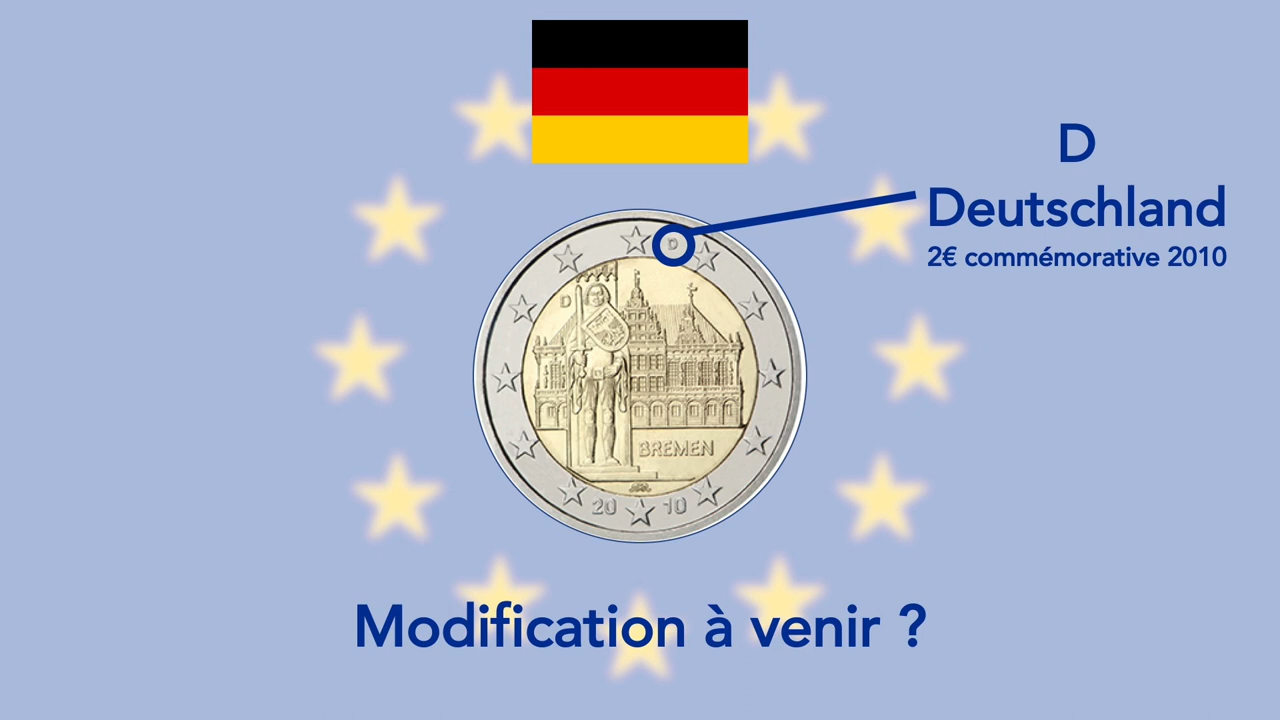 D
Deutschland
2€ commémorative 2010
D
D
BREMEN
20 10
Modification à venir ?